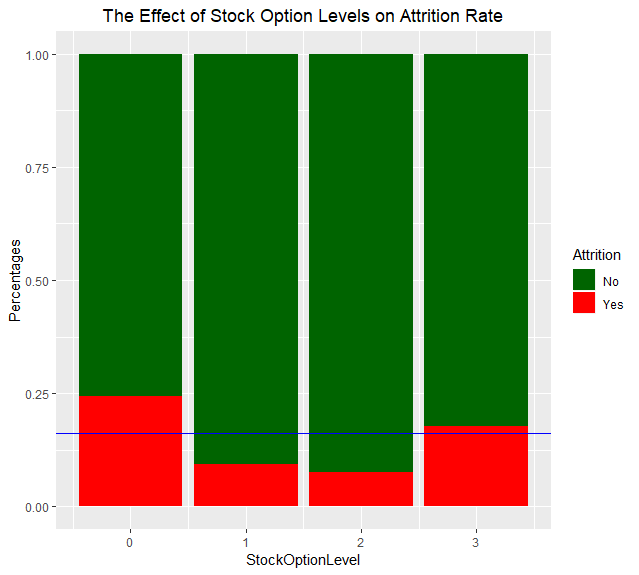 The Effect of Stock Option Levels on Attrition Rate
1.00
0.75
0.50
0.25
0.00
Percentages
0 1 2 3
StockOptionLevel
Attrition
No
Yes